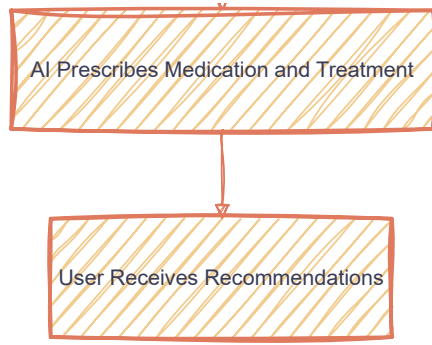 AI Prescribes Medication and Treatment
User Receives Recommendations